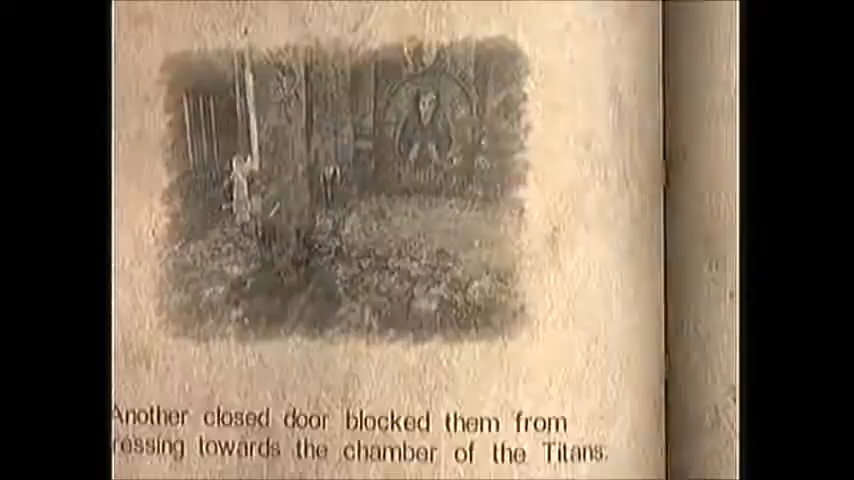 Another closed door blocked them from
ressing towards the chamber of the Titans.